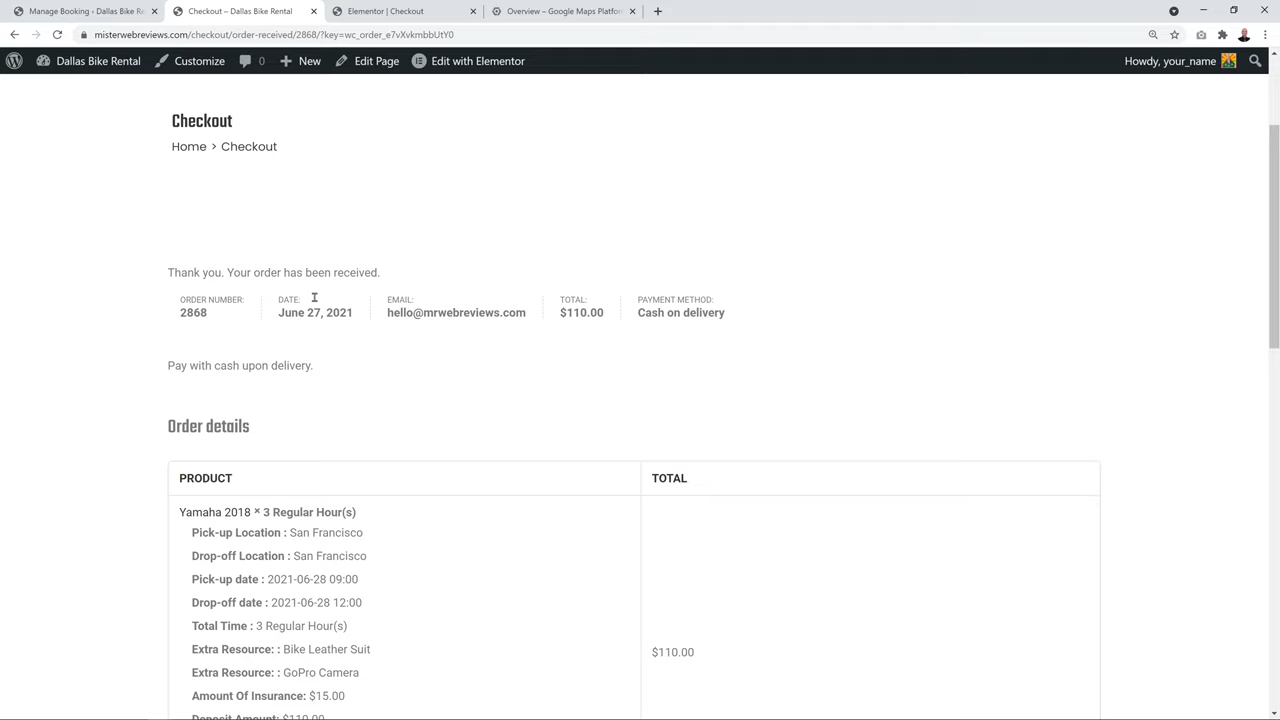 Manage Booking ‹ Dallas Bike Re
Checkout – Dallas Bike Rental
Elementor | Checkout
Overview – Google Maps Platfor
misterwebreviews.com/checkout/order-received/2868/?key=wc_order_e7vXvkmbbUtY0
Dallas Bike Rental
Customize
0
New
Edit Page
Edit with Elementor
Howdy, your_name
Checkout
Home > Checkout
Thank you. Your order has been received.
ORDER NUMBER: DATE: EMAIL: TOTAL: PAYMENT METHOD:
2868 June 27, 2021 hello@mrwebreviews.com $110.00 Cash on delivery
Pay with cash upon delivery.
Order details
PRODUCT TOTAL
Yamaha 2018 × 3 Regular Hour(s)
Pick-up Location : San Francisco
Drop-off Location : San Francisco
Pick-up date : 2021-06-28 09:00
Drop-off date : 2021-06-28 12:00
Total Time : 3 Regular Hour(s)
Extra Resource: : Bike Leather Suit
$110.00
Extra Resource: : GoPro Camera
Amount Of Insurance: $15.00
Deposit Amount: $110.00